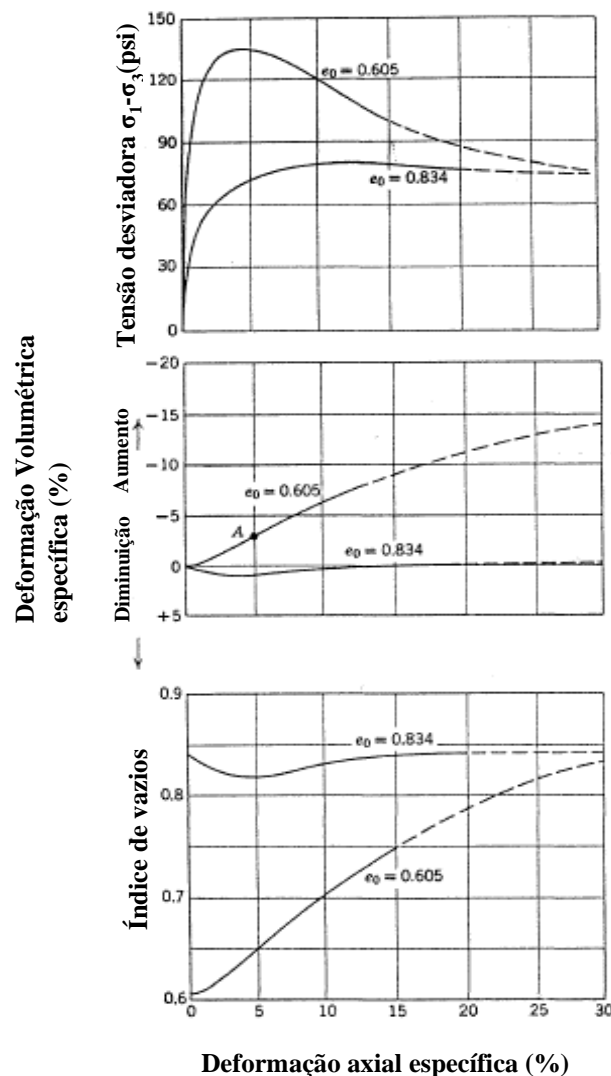 Tensão desviadora σ1-σ3(psi)
150
120
90
60
30
0
e0 = 0.605
e0 = 0.834
Deformação Volumétrica
específica (%)
Diminuição Aumento
−20
−15
−10
−5
0
+5
e0 = 0.605
A
e0 = 0.834
Índice de vazios
0.9
0.8
0.7
0,6
e0 = 0.834
e0 = 0.605
0 5 10 15 20 25 30
Deformação axial específica (%)